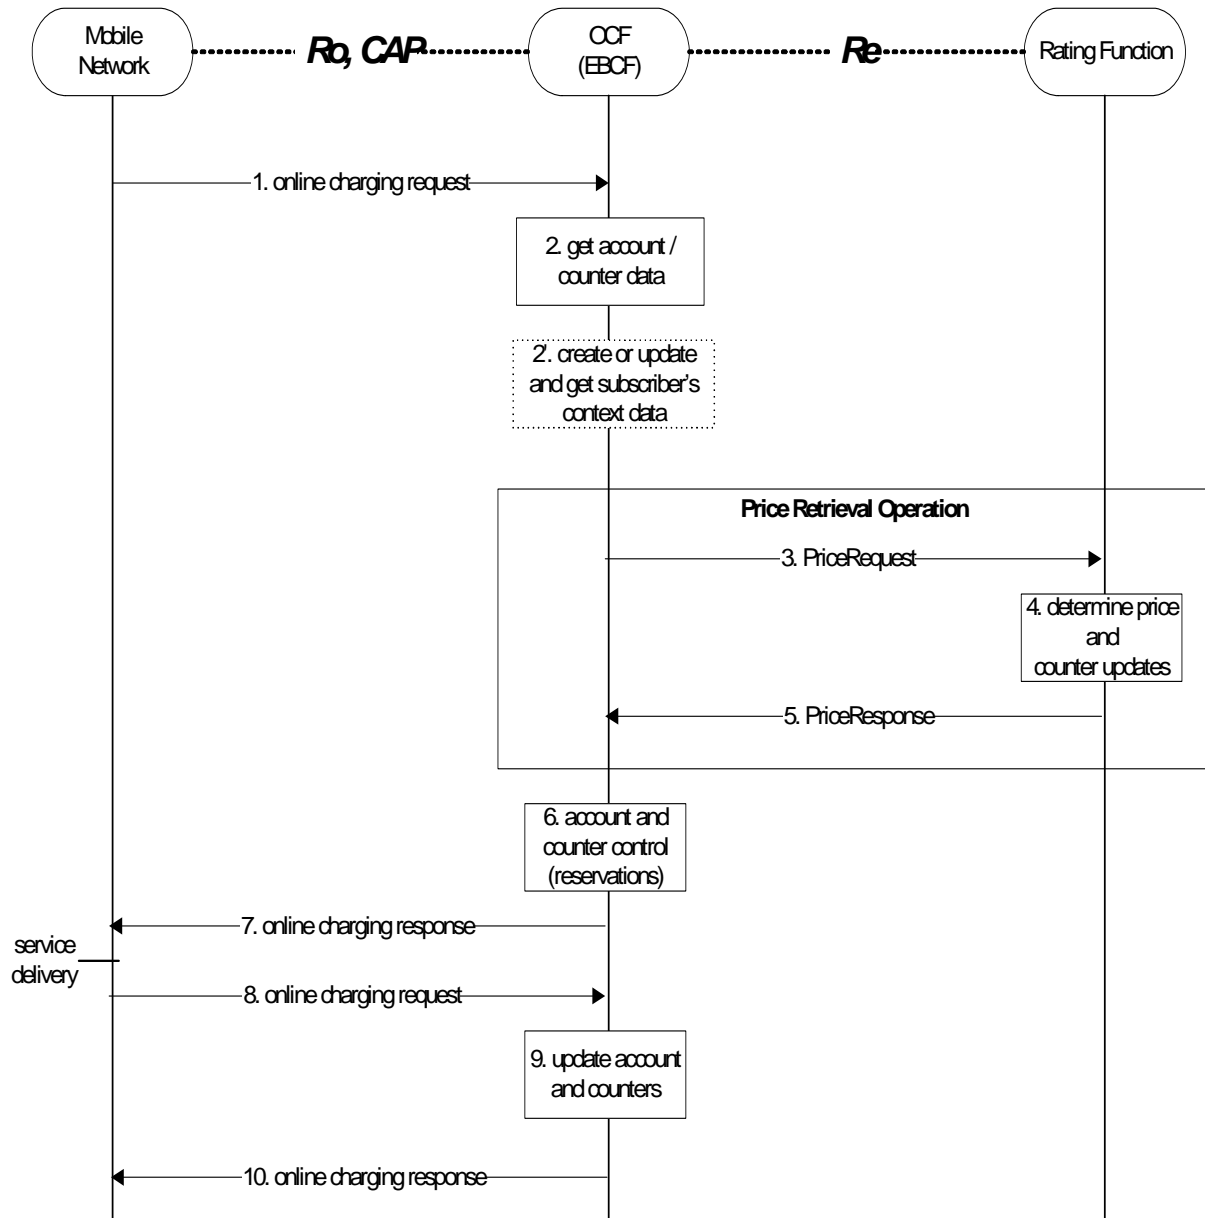 Mobile
Network
Ro, CAP
OCF
(EBCF)
Re
Rating Function
1. online charging request
2. get account /
counter data
2'. create or update
and get subscriber's
context data
Price Retrieval Operation
3. PriceRequest
4. determine price
and
counter updates
5. PriceResponse
6. account and
counter control
(reservations)
7. online charging response
service
delivery
8. online charging request
9. update account
and counters
10. online charging response